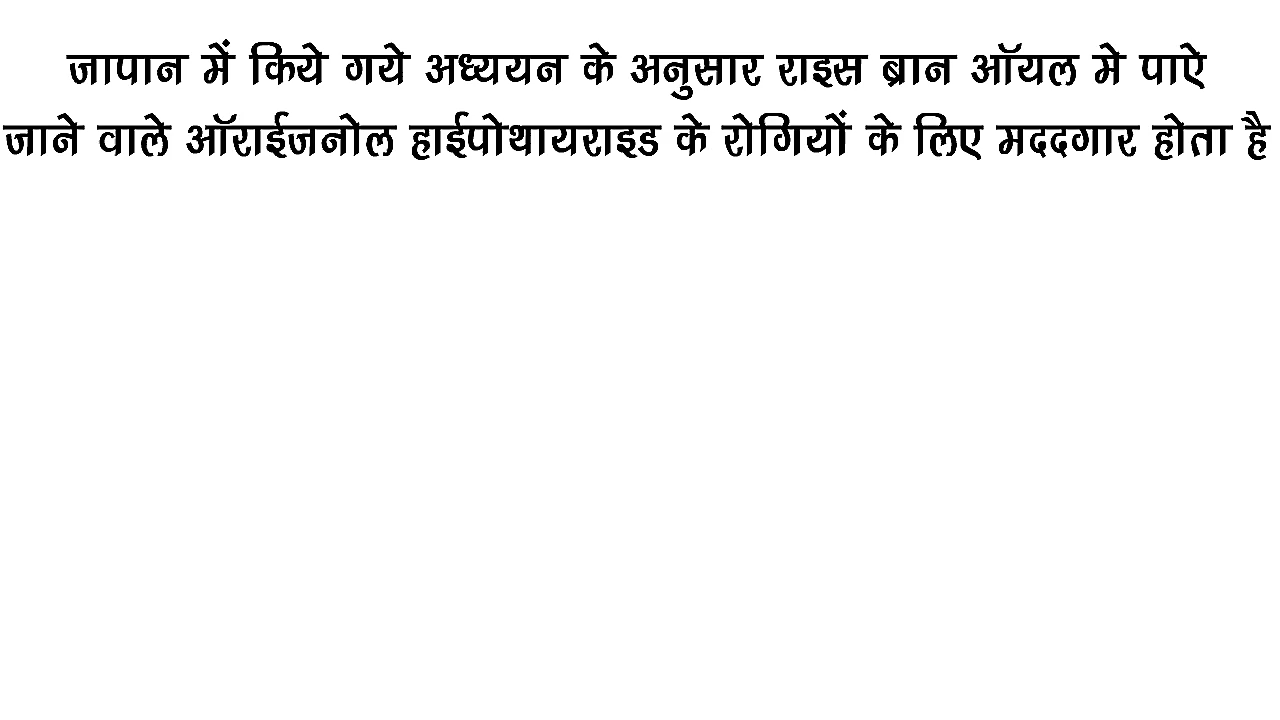 जापान में किये गये अध्ययन के अनुसार राइस ब्रान ऑयल मे पाऐ
जाने वाले ऑराईजनोल हाईपोथायराइड के रोगियों के लिए मददगार होता है